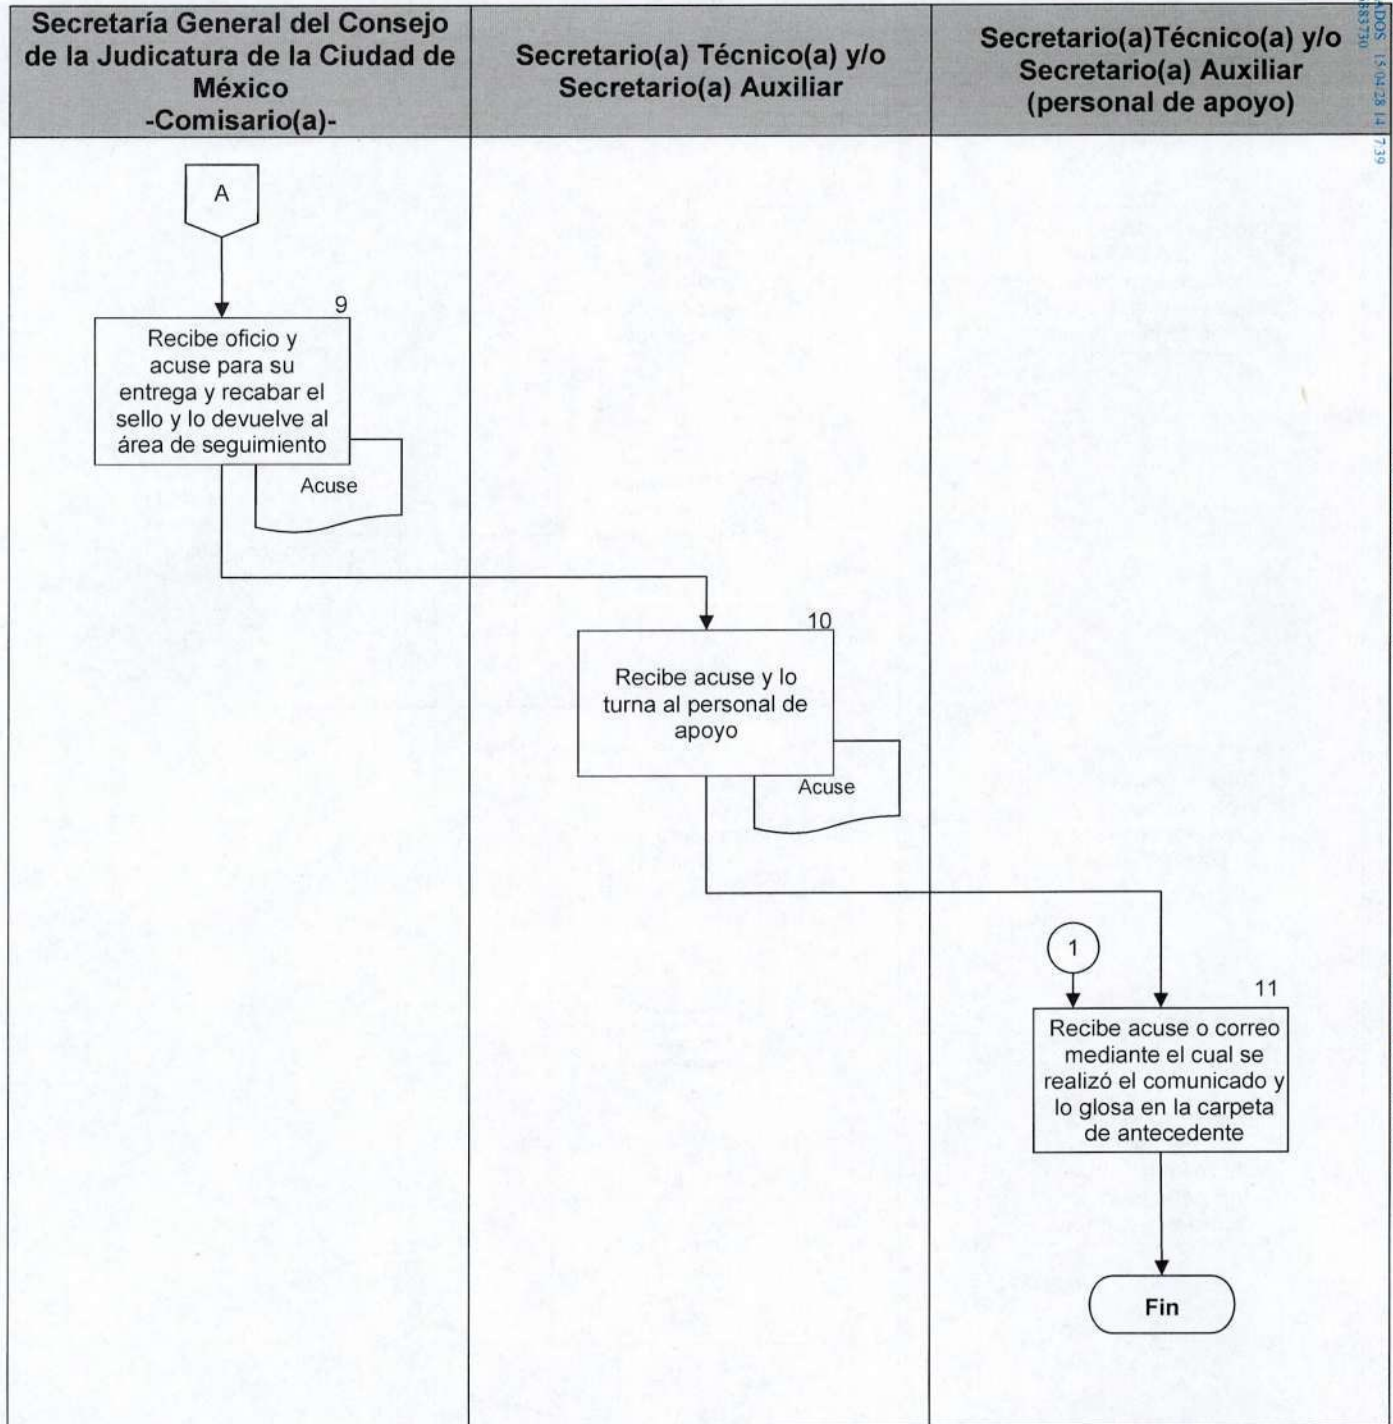 Secretaría General del Consejo
de la Judicatura de la Ciudad de
México
-Comisario(a)-
Secretario(a) Técnico(a) y/o
Secretario(a) Auxiliar
Secretario(a)Técnico(a) y/o
Secretario(a) Auxiliar
(personal de apoyo)
A
9
Recibe oficio y
acuse para su
entrega y recabar el
sello y lo devuelve al
área de seguimiento
Acuse
10
Recibe acuse y lo
turna al personal de
apoyo
Acuse
1
11
Recibe acuse o correo
mediante el cual se
realizó el comunicado y
lo glosa en la carpeta
de antecedente
Fin